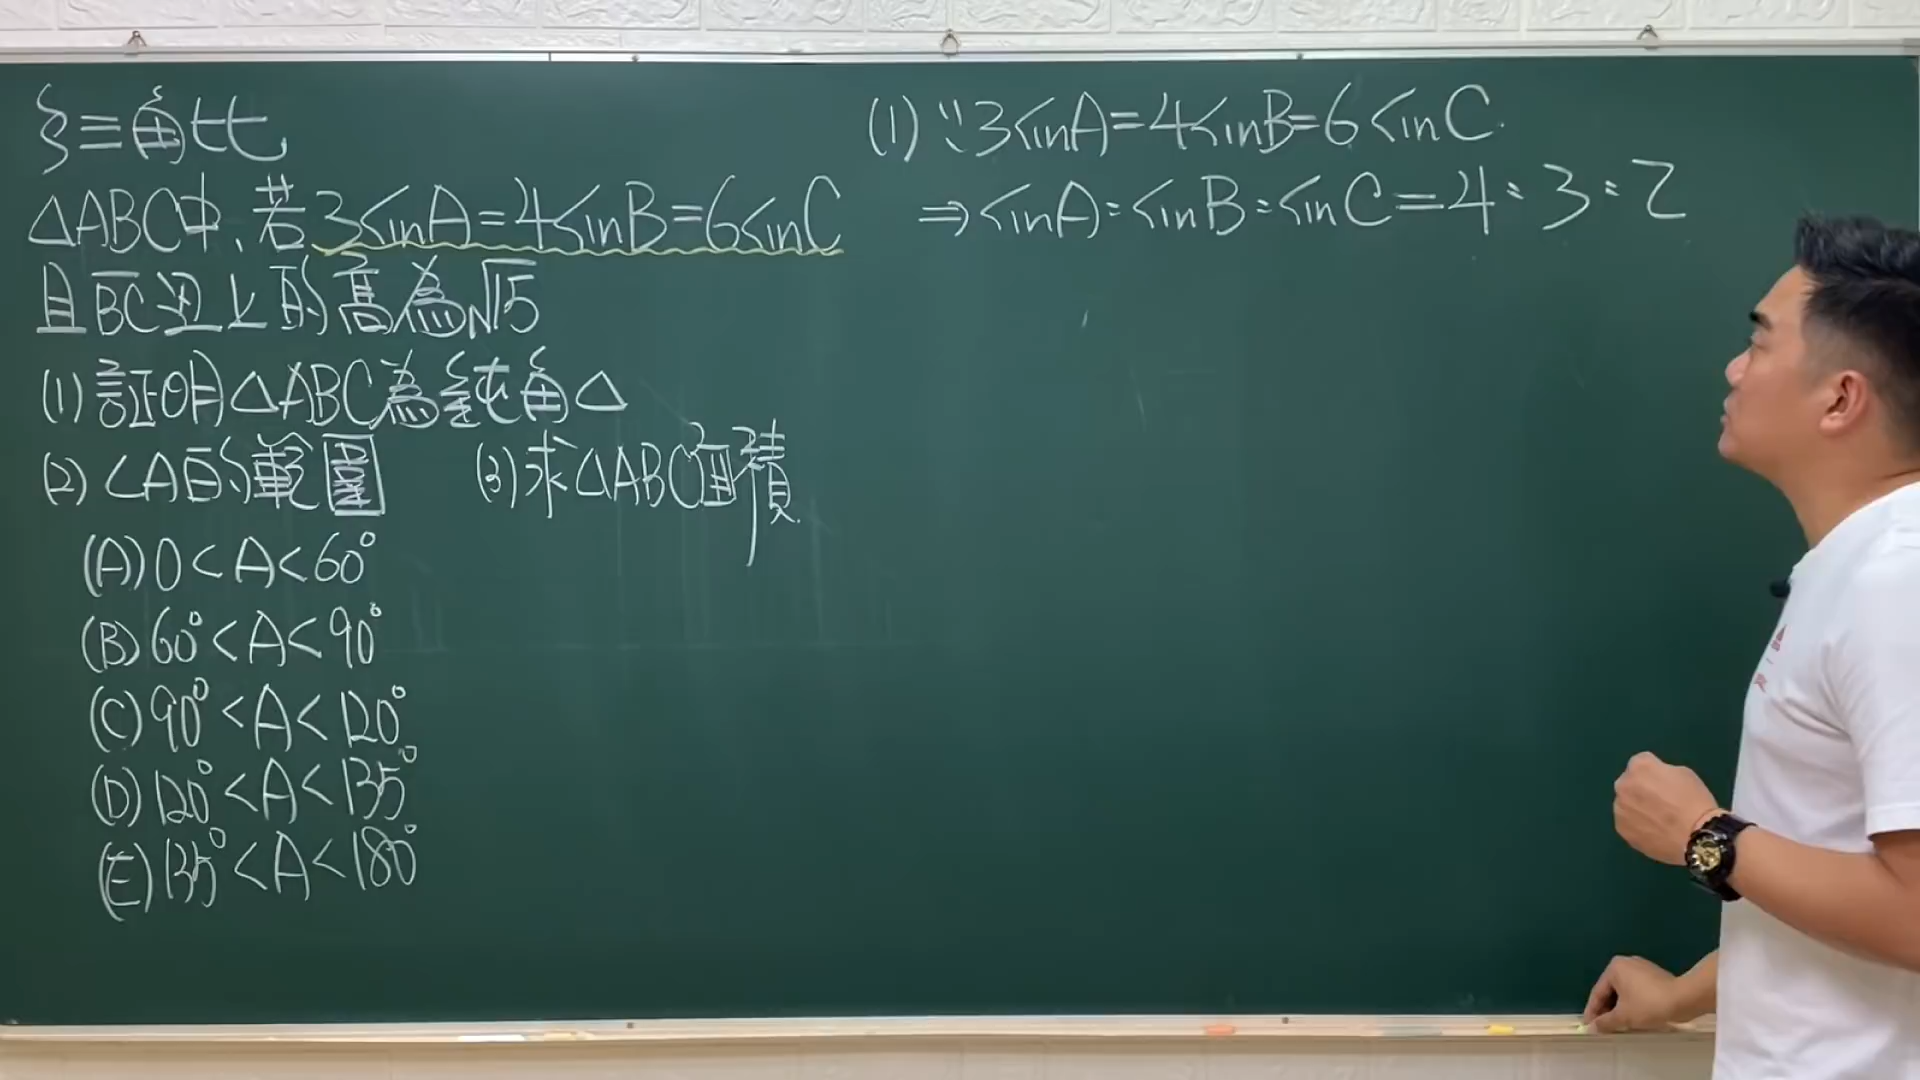 ξ三角比
△ABC中、若3sinA=4sinB=6sinC
且BC邊上的高為√15
(1)証明△ABC為鈍角△
(2)<A的範圍 (3)求△ABC面積.
(A)0<A<60°
(B)60°<A<90°
(C)90°<A<120°
(D)120°<A<135°
(E)135°<A<180°
(1)∵3sinA=4sinB=6sinC.
⇒sinA:sinB:sinC=4:3:2